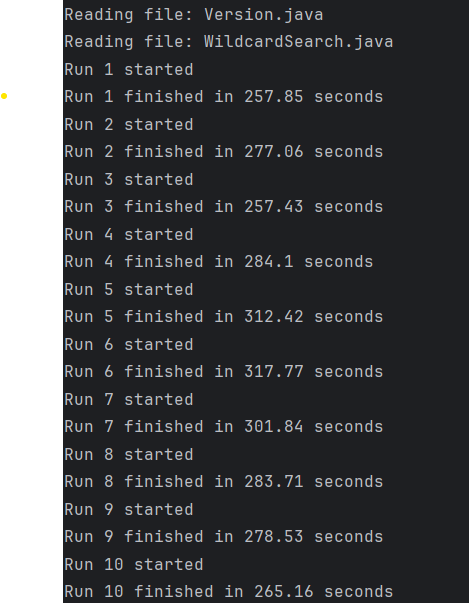 Reading file: Version.java
Reading file: WildcardSearch.java
Run 1 started
Run 1 finished in 257.85 seconds
Run 2 started
Run 2 finished in 277.06 seconds
Run 3 started
Run 3 finished in 257.43 seconds
Run 4 started
Run 4 finished in 284.1 seconds
Run 5 started
Run 5 finished in 312.42 seconds
Run 6 started
Run 6 finished in 317.77 seconds
Run 7 started
Run 7 finished in 301.84 seconds
Run 8 started
Run 8 finished in 283.71 seconds
Run 9 started
Run 9 finished in 278.53 seconds
Run 10 started
Run 10 finished in 265.16 seconds